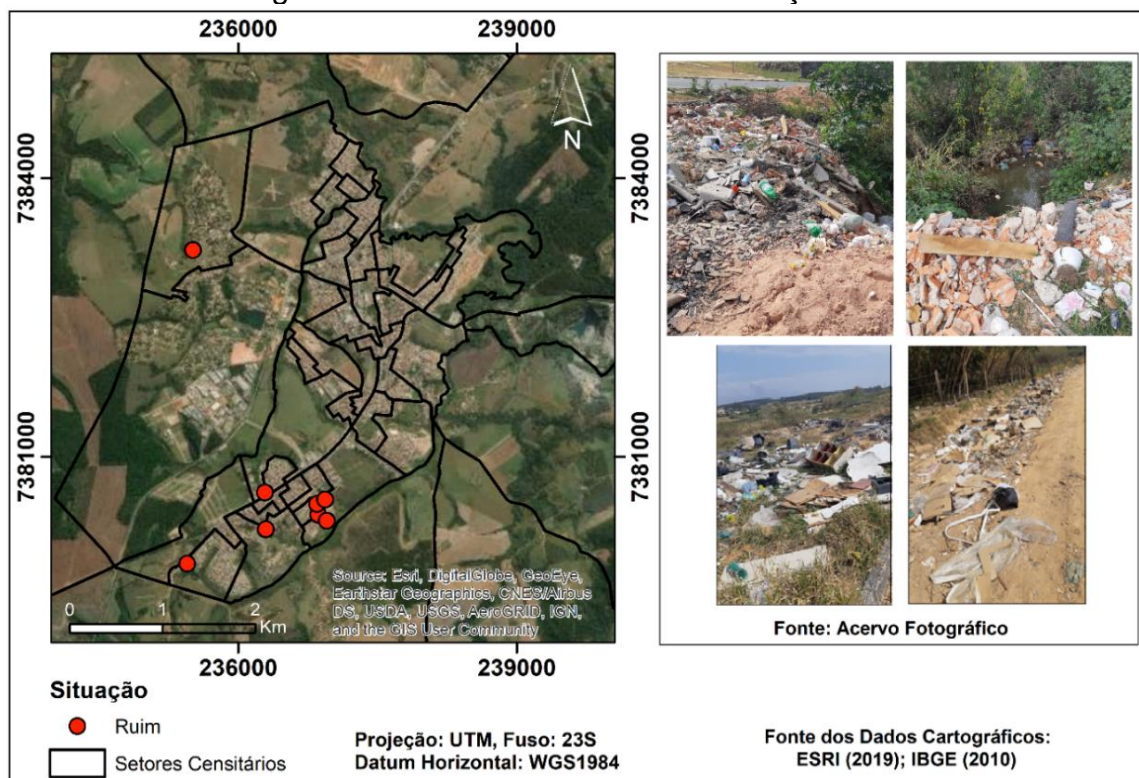 236000
239000
N
7384000
7384000
7381000
7381000
Source: Esri, DigitalGlobe, GeoEye,
Earthstar Geographics, CNES/Airbus
DS, USDA, USGS, AeroGRID, IGN,
and the GIS User Community
0 1 2
Km
236000
239000
Fonte: Acervo Fotográfico
Situação
Ruim
Setores Censitários
Projeção: UTM, Fuso: 23S
Datum Horizontal: WGS1984
Fonte dos Dados Cartográficos:
ESRI (2019); IBGE (2010)